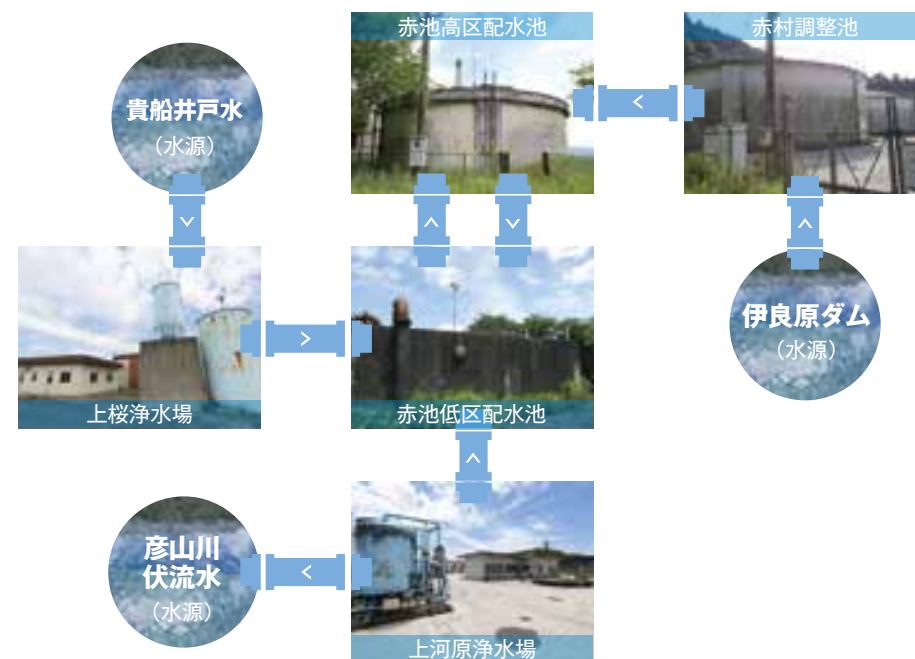 赤池高区配水池
赤村調整池
貴船井戸水
（水源）
伊良原ダム
（水源）
上桜浄水場
赤池低区配水池
彦山川
伏流水
（水源）
上河原浄水場